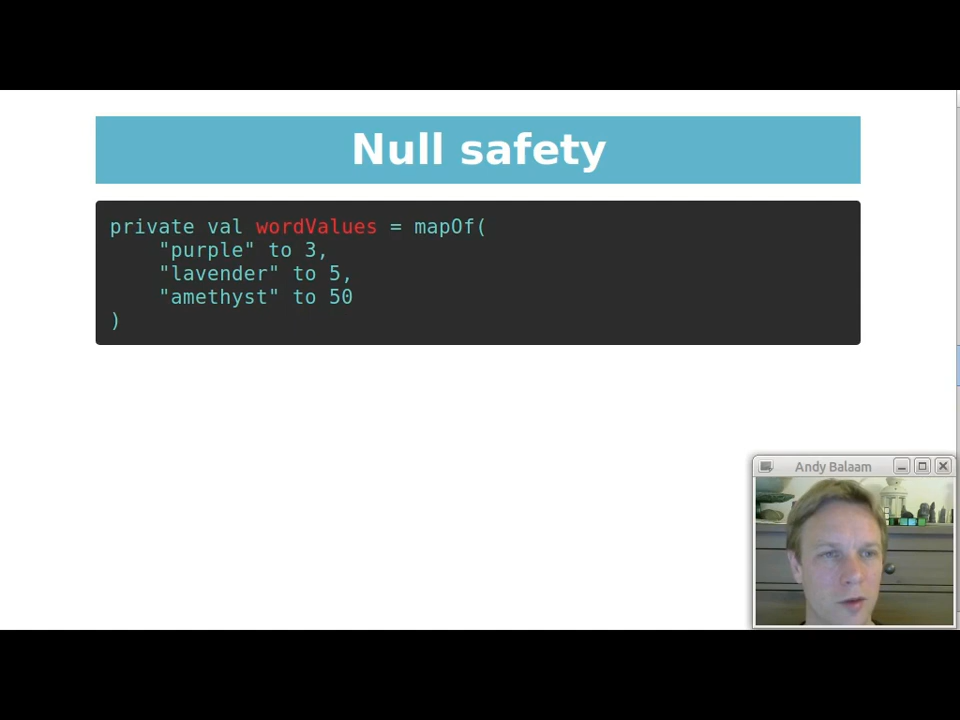 Null safety
private val wordValues = mapOf(
    "purple" to 3,
    "lavender" to 5,
    "amethyst" to 50
)
Andy Balaam